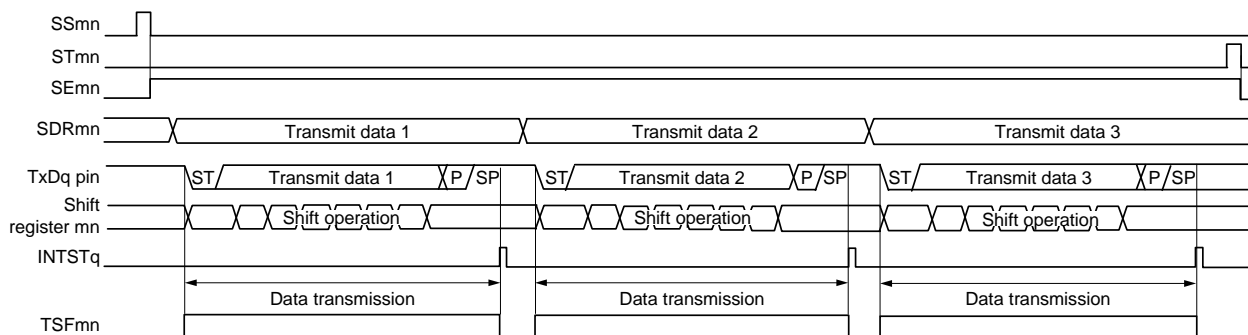 SSmn
STmn
SEmn
SDRmn Transmit data 1 Transmit data 2 Transmit data 3
TxDq pin ST Transmit data 1 P SP ST Transmit data 2 P SP ST Transmit data 3 P SP
Shift
register mn Shift operation Shift operation Shift operation
INTSTq
Data transmission Data transmission Data transmission
TSFmn